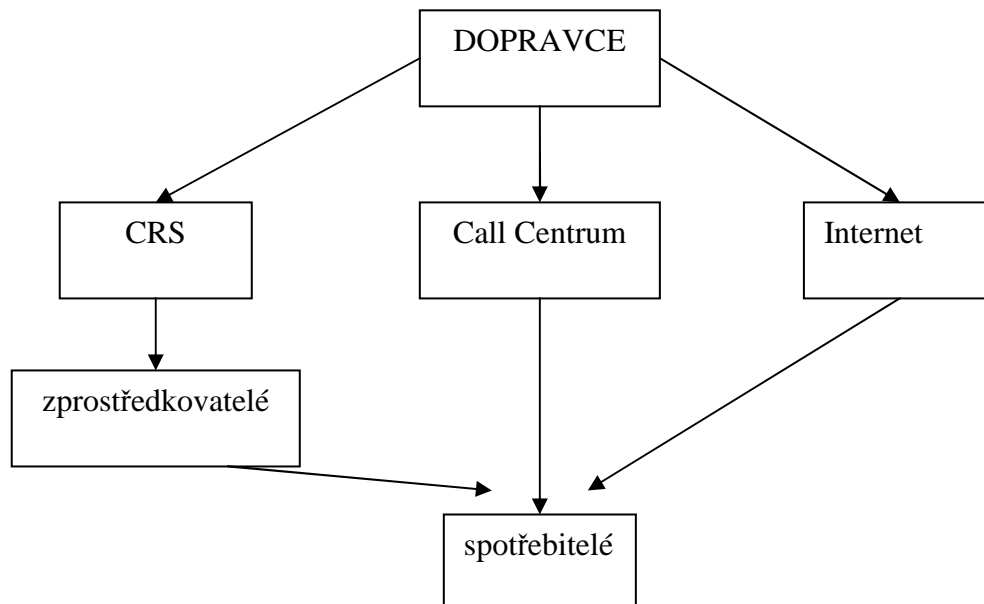 DOPRAVCE
CRS
Call Centrum
Internet
zprostředkovatelé
spotřebitelé